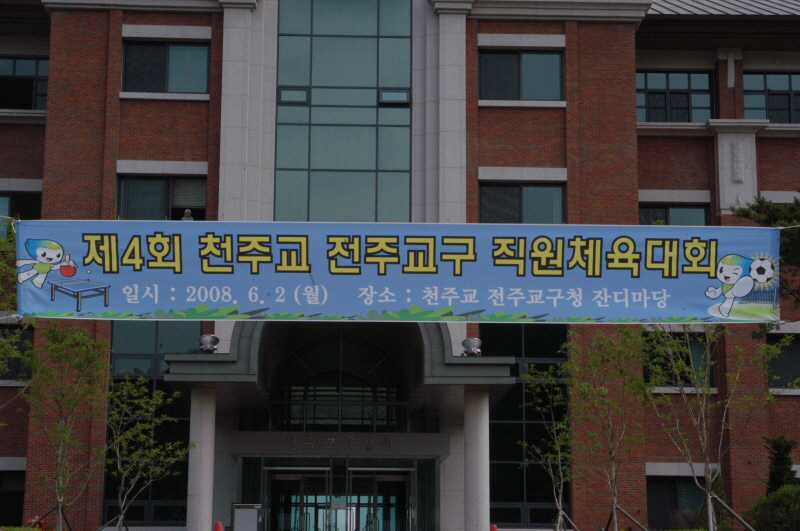 제4회 천주교 전주교구 직원체육대회
일시 : 2008. 6. 2 (월) 장소 : 천주교 전주교구청 잔디마당